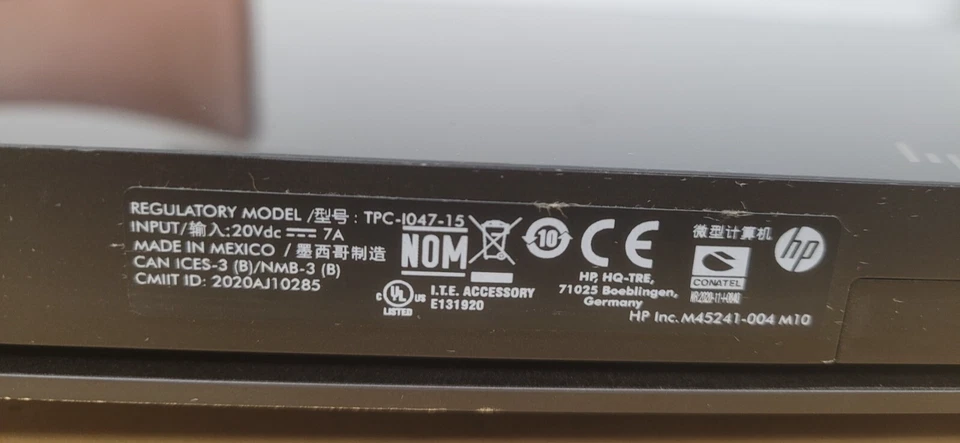 REGULATORY MODEL /型号: TPC-I047-15
INPUT/输入:20Vdc ⎓ 7A
MADE IN MEXICO / 墨西哥制造
CAN ICES-3 (B)/NMB-3 (B)
CMIIT ID: 2020AJ10285
NOM
C UL US
LISTED
I.T.E. ACCESSORY
E131920
10
CE
HP, HQ-TRE,
71025 Boeblingen,
Germany
微型计算机
CONATEL
hp
HP Inc. M45241-004 M10